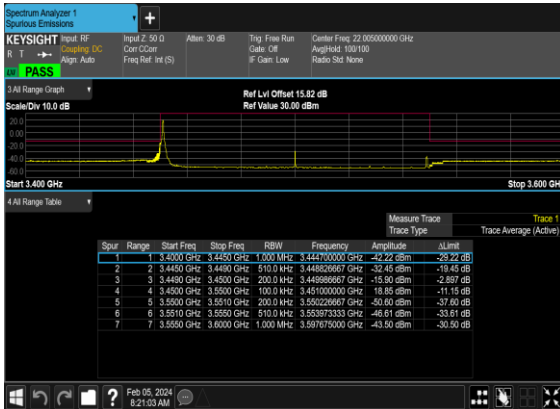 Spectrum Analyzer 1
Spurious Emissions
KEYSIGHT Input: RF Input Z: 50 Ω Atten: 30 dB Trig: Free Run Center Freq: 22.005000000 GHz
R T Coupling: DC Corr CCorr Gate: Off Avg|Hold: 100/100
Align: Auto Freq Ref: Int (S) IF Gain: Low Radio Std: None
PASS
3 All Range Graph Ref Lvl Offset 15.82 dB
Scale/Div 10.0 dB Ref Value 30.00 dBm
20.0
0.00
-20.0
-40.0
-60.0
Start 3.400 GHz Stop 3.600 GH
4 All Range Table
Measure Trace Trace 1
Trace Type Trace Average (Active)
Spur Range Start Freq Stop Freq RBW Frequency Amplitude ΔLimit
1 1 3.4000 GHz 3.4450 GHz 1.000 MHz 3.444700000 GHz -42.22 dBm -29.22 dB
2 2 3.4450 GHz 3.4490 GHz 510.0 kHz 3.448826667 GHz -32.45 dBm -19.45 dB
3 3 3.4490 GHz 3.4500 GHz 200.0 kHz 3.449986667 GHz -15.90 dBm -2.897 dB
4 4 3.4500 GHz 3.5500 GHz 100.0 kHz 3.451000000 GHz 18.85 dBm -11.15 dB
5 5 3.5500 GHz 3.5510 GHz 200.0 kHz 3.550226667 GHz -50.60 dBm -37.60 dB
6 6 3.5510 GHz 3.5550 GHz 510.0 kHz 3.553973333 GHz -46.61 dBm -33.61 dB
7 7 3.5550 GHz 3.6000 GHz 1.000 MHz 3.597675000 GHz -43.50 dBm -30.50 dB
Feb 05, 2024
8:21:03 AM